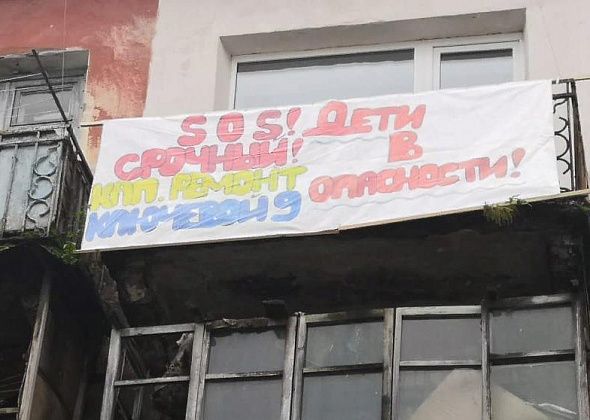 SOS! ДЕТИ
СРОЧНЫЙ! В
КАП. РЕМОНТ ОПАСНОСТИ!
КЛЮЧЕВОЙ 9